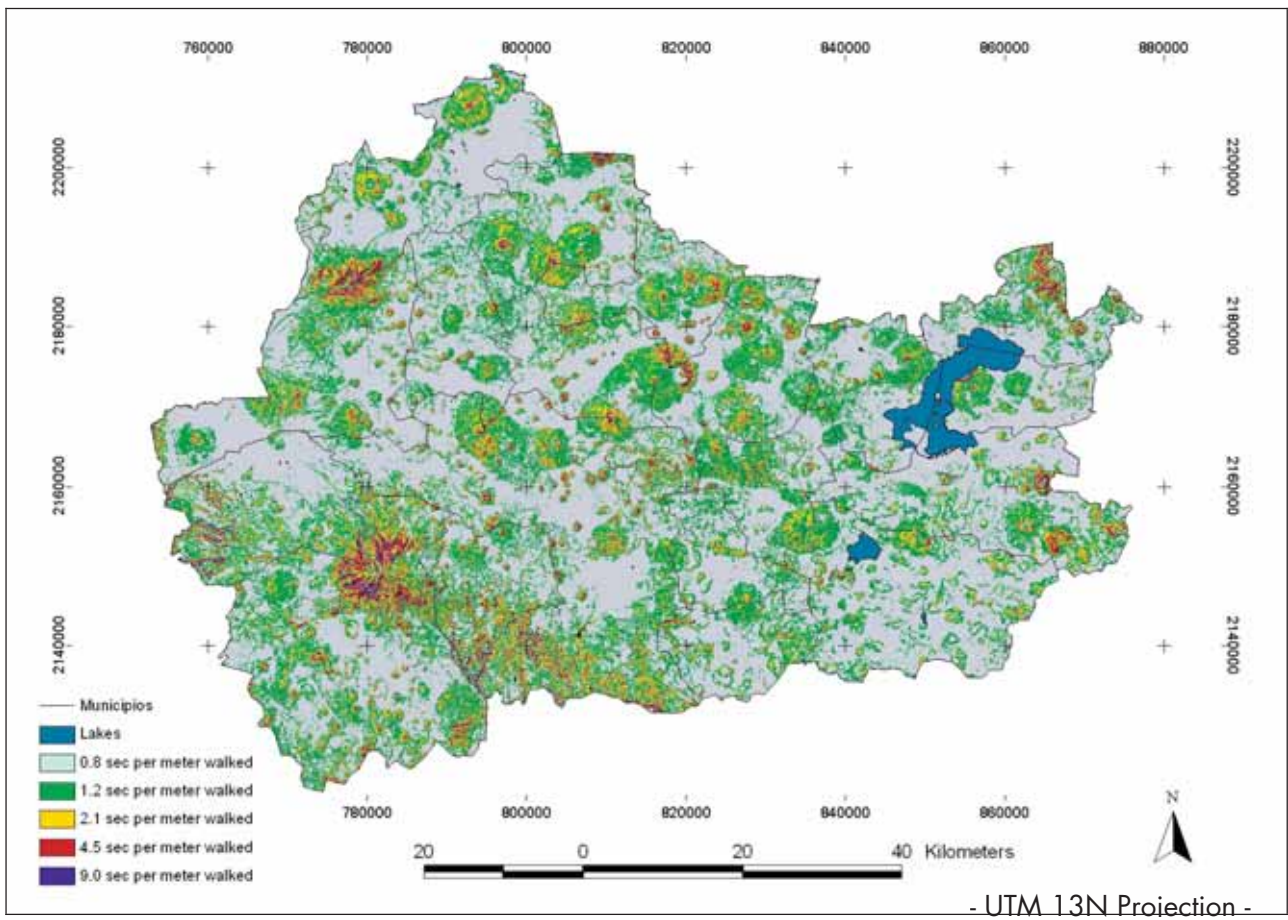 760000 780000 800000 820000 840000 860000 880000
2200000 2200000
2180000 2180000
2160000 2160000
2140000 2140000
Municipios
Lakes
0.8 sec per meter walked
1.2 sec per meter walked
2.1 sec per meter walked
4.5 sec per meter walked
9.0 sec per meter walked
780000 800000 820000 840000 860000
N
20 0 20 40 Kilometers
- UTM 13N Projection -